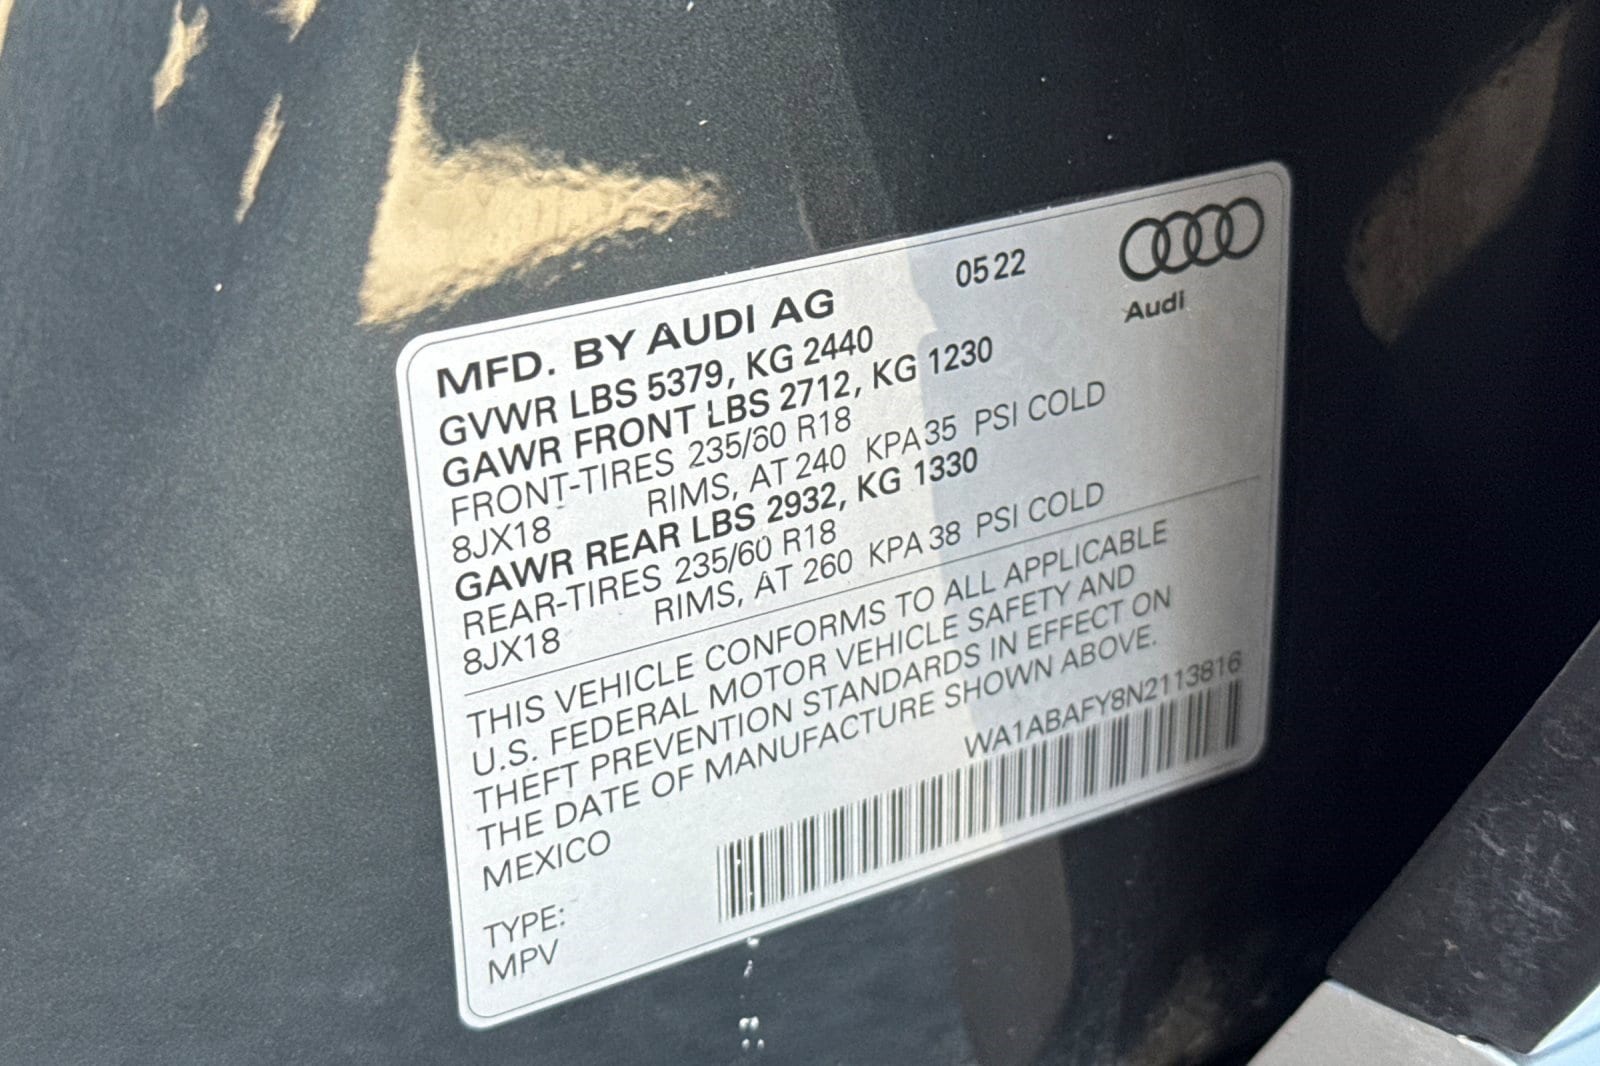 0522
Audi
MFD. BY AUDI AG
GVWR LBS 5379, KG 2440
GAWR FRONT LBS 2712, KG 1230
FRONT-TIRES 235/60 R18
8JX18 RIMS, AT 240 KPA 35 PSI COLD
GAWR REAR LBS 2932, KG 1330
REAR-TIRES 235/60 R18
8JX18 RIMS, AT 260 KPA 38 PSI COLD
THIS VEHICLE CONFORMS TO ALL APPLICABLE
U.S. FEDERAL MOTOR VEHICLE SAFETY AND
THEFT PREVENTION STANDARDS IN EFFECT ON
THE DATE OF MANUFACTURE SHOWN ABOVE.
MEXICO
WA1ABAFY8N2113816
TYPE:
MPV